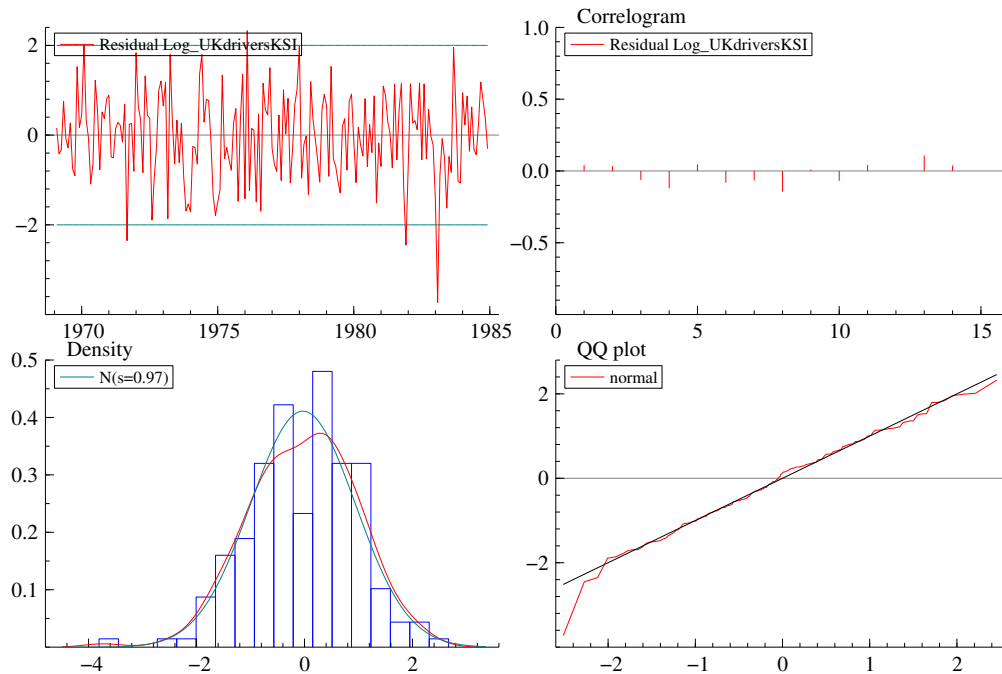 Residual Log_UKdriversKSI
2
0
−2
1970 1975 1980 1985
Correlogram
Residual Log_UKdriversKSI
1.0
0.5
0.0
−0.5
0 5 10 15
Density
N(s=0.97)
0.5
0.4
0.3
0.2
0.1
−4 −2 0 2
QQ plot
normal
2
0
−2
−2 −1 0 1 2